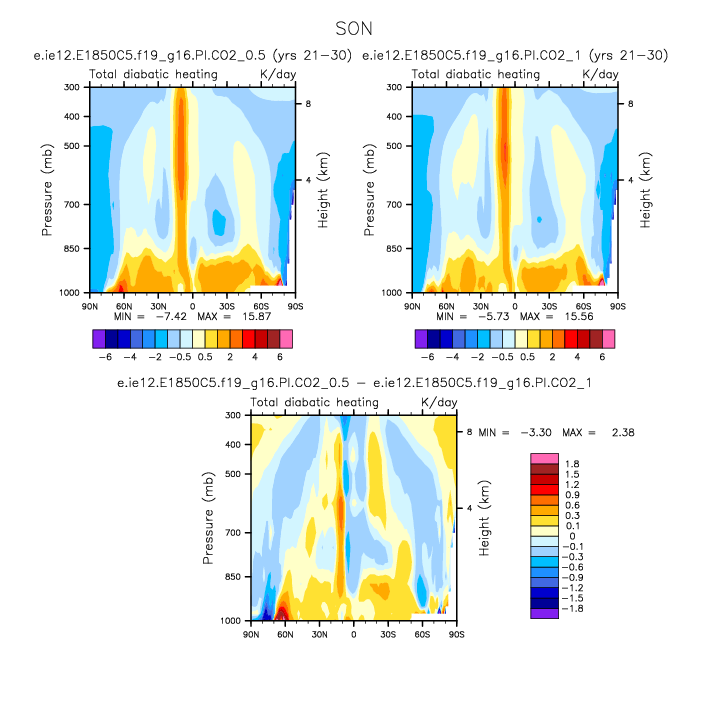 SON
e.ie12.E1850C5.f19_g16.PI.CO2_0.5 (yrs 21-30) e.ie12.E1850C5.f19_g16.PI.CO2_1 (yrs 21-30)
Total diabatic heating K/day Total diabatic heating K/day
300 400 500 700 850 1000
Pressure (mb)
8 4
Height (km)
90N 60N 30N 0 30S 60S 90S
MIN = -7.42 MAX = 15.87
-6 -4 -2 -0.5 0.5 2 4 6
300 400 500 700 850 1000
Pressure (mb)
8 4
Height (km)
90N 60N 30N 0 30S 60S 90S
MIN = -5.73 MAX = 15.56
-6 -4 -2 -0.5 0.5 2 4 6
e.ie12.E1850C5.f19_g16.PI.CO2_0.5 - e.ie12.E1850C5.f19_g16.PI.CO2_1
Total diabatic heating K/day
300 400 500 700 850 1000
Pressure (mb)
8 4
Height (km)
90N 60N 30N 0 30S 60S 90S
MIN = -3.30 MAX = 2.38
1.8
1.5
1.2
0.9
0.6
0.3
0.1
0
-0.1
-0.3
-0.6
-0.9
-1.2
-1.5
-1.8